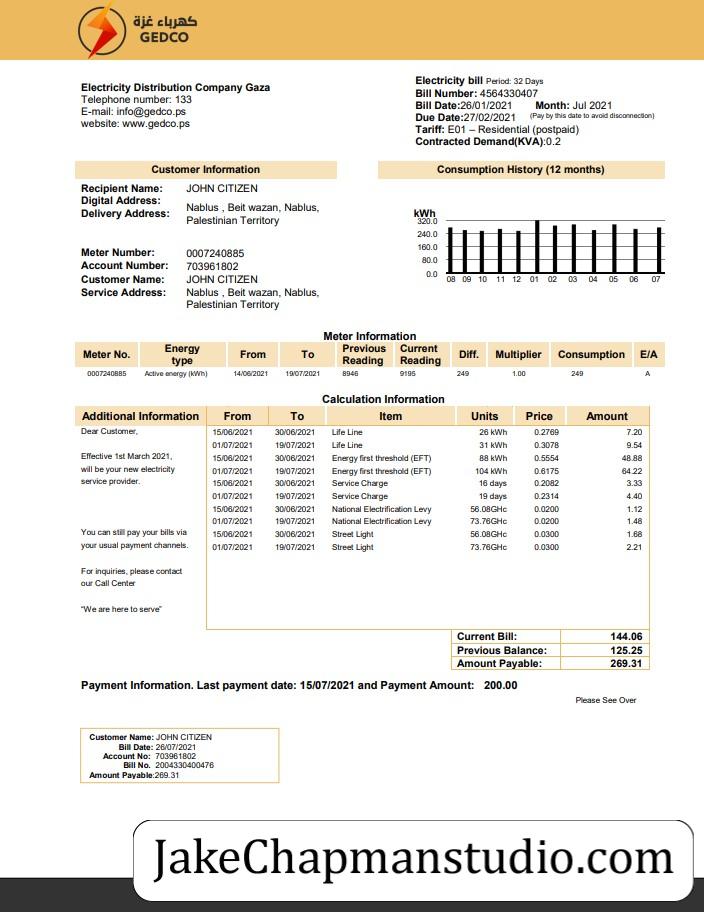 كهرباء غزة
GEDCO
Electricity Distribution Company Gaza
Telephone number: 133
E-mail: info@gedco.ps
website: www.gedco.ps
Electricity bill Period: 32 Days
Bill Number: 4564330407
Bill Date:26/01/2021 Month: Jul 2021
Due Date:27/02/2021 (Pay by this date to avoid disconnection)
Tariff: E01 – Residential (postpaid)
Contracted Demand(KVA):0.2
Customer Information
Recipient Name: JOHN CITIZEN
Digital Address:
Delivery Address: Nablus , Beit wazan, Nablus,
Palestinian Territory
Meter Number: 0007240885
Account Number: 703961802
Customer Name: JOHN CITIZEN
Service Address: Nablus , Beit wazan, Nablus,
Palestinian Territory
Consumption History (12 months)
kWh
320.0
240.0
160.0
80.0
0.0
08 09 10 11 12 01 02 03 04 05 06 07
Meter Information
Meter No. Energy type From To Previous Reading Current Reading Diff. Multiplier Consumption E/A
0007240885 Active energy (kWh) 14/06/2021 19/07/2021 8946 9195 249 1.00 249 A
Calculation Information
Additional Information From To Item Units Price Amount
Dear Customer,
Effective 1st March 2021,
will be your new electricity
service provider.
You can still pay your bills via
your usual payment channels.
For inquiries, please contact
our Call Center
“We are here to serve”
15/06/2021 30/06/2021 Life Line 26 kWh 0.2769 7.20
01/07/2021 19/07/2021 Life Line 31 kWh 0.3078 9.54
15/06/2021 30/06/2021 Energy first threshold (EFT) 88 kWh 0.5554 48.88
01/07/2021 19/07/2021 Energy first threshold (EFT) 104 kWh 0.6175 64.22
15/06/2021 30/06/2021 Service Charge 16 days 0.2082 3.33
01/07/2021 19/07/2021 Service Charge 19 days 0.2314 4.40
15/06/2021 30/06/2021 National Electrification Levy 56.08GHc 0.0200 1.12
01/07/2021 19/07/2021 National Electrification Levy 73.76GHc 0.0200 1.48
15/06/2021 30/06/2021 Street Light 56.08GHc 0.0300 1.68
01/07/2021 19/07/2021 Street Light 73.76GHc 0.0300 2.21
Current Bill: 144.06
Previous Balance: 125.25
Amount Payable: 269.31
Payment Information. Last payment date: 15/07/2021 and Payment Amount: 200.00
Please See Over
Customer Name: JOHN CITIZEN
Bill Date: 26/07/2021
Account No: 703961802
Bill No. 2004330400476
Amount Payable:269.31
JakeChapmanstudio.com